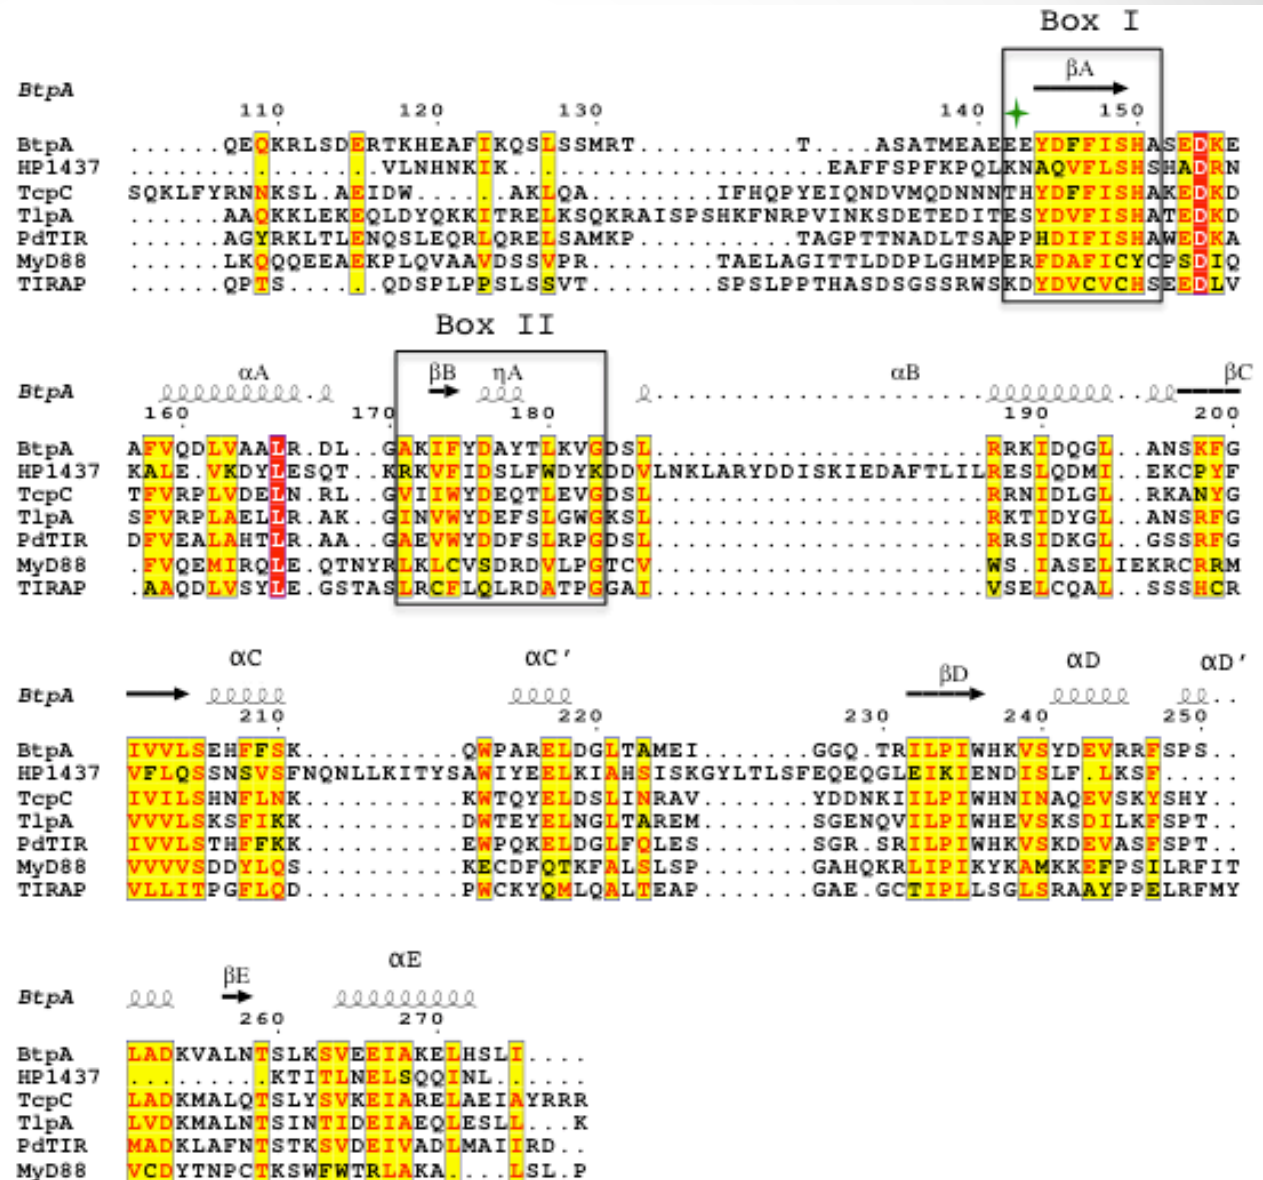 Box I
BtpA βA
110 120 130 140 150
BtpA ......QEQKRLSDERTKHEAFIKQSLSSMRT..........T....ASATMEAEEEYDFFISHASEDKE
HP1437 ................VLNHNKIK....................EAFFSPFKPQLKNAQVFLSHSHADRN
TcpC SQKLFYRNNKSL.AEIDW......AKLQA........IFHQPYEIQNDVMQDNNNTHYDFFISHAKEDKD
TlpA ......AAQKKLEKEQLDYQKKITRELKSQKRAISPSHKFNRPVINKSDETEDITESYDVFISHATEDKD
PdTIR ......AGYRKLTLENQSLEQRLQRELSAMKP..........TAGPTTNADLTSAPPHDIFISHAWEDKA
MyD88 ......LKQQQEEAEKPLQVAAVDSSVPR........TAELAGITTLDDPLGHMPERFDAFICYCPSDIQ
TIRAP ......QPTS.....QDSPLPPSLSSVT.........SPSLPPTHASDSGSSRWSKDYDVCVCHSEEDLV
Box II
BtpA αA βB ηA αB βC
160 170 180 190 200
BtpA AFVQDLVAALR.DL..GAKIFYDAYTLKVGDSL.....................RRKIDQGL..ANSKFG
HP1437 KALE.VKDYLESQT..KRKVFIDSLFWDYKDDVLNKLARYDDISKIEDAFTLILRESLQDMI..EKCPYF
TcpC TFVRPLVDELN.RL..GVIIWYDEQTLEVGDSL.....................RRNIDLGL..RKANYG
TlpA SFVRPLAELLR.AK..GINVWYDEFSLGWGKSL.....................RKTIDYGL..ANSRFG
PdTIR DFVEALAHTLR.AA..GAEVWYDDFSLRPGDSL.....................RRSIDKGL..GSSRFG
MyD88 .FVQEMIRQLE.QTNYRLKLCVSDRDVLPGTCV.....................WS.IASELIEKRCRRM
TIRAP .AAQDLVSYLE.GSTASLRCFLQLRDATPGGAI.....................VSELCQAL..SSSHCR
αC αC' βD αD αD'
BtpA
210 220 230 240 250
BtpA IVVLSEHFFSK..........QWPARELDGLTAMEI.......GGQ.TRILPIWHKVSYDEVRRFSPS..
HP1437 VFLQSSNSVSFNQNLLKITYSAWIYEELKIAHSISKGYLTLSFEQEQGLEIKIENDISLF.LKSF.....
TcpC IVILSHNFLNK..........KWTQYELDSLINRAV.......YDDNKIILPIWHNINAQEVSKYSHY..
TlpA VVVLSKSFIKK..........DWTEYELNGLTAREM.......SGENQVILPIWHEVSKSDILKFSPT..
PdTIR IVVLSTHFFKK..........EWPQKELDGLFQLES.......SGR.SRILPIWHKVSKDEVASFSPT..
MyD88 VVVVSDDYLQS..........KECDFQTKFALSLSP.......GAHQKRLIPIKYKAMKKEFPSILRFIT
TIRAP VLLITPGFLQD..........PWCKYQMLQALTEAP.......GAE.GCTIPLLSGLSRAAYPPELRFMY
BtpA βE αE
260 270
BtpA LADKVALNTSLKSVEEIAKELHSLI....
HP1437 .........KTITLNELSQQINL......
TcpC LADKMALQTSLYSVKEIARELAEIAYRRR
TlpA LVDKMALNTSINTIDEIAEQLESLL...K
PdTIR MADKLAFNTSTKSVDEIVADLMAIIRD..
MyD88 VCDYTNPCTKSWFWTRLAKA....LSL.P